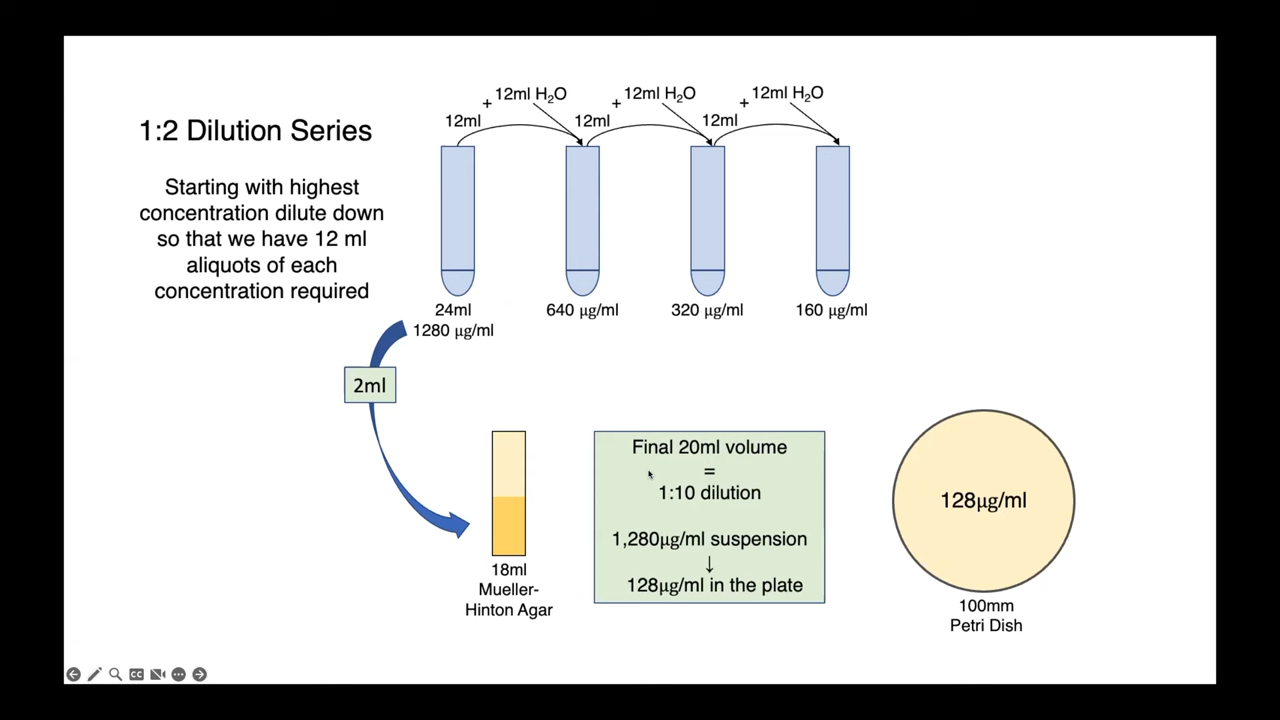 1:2 Dilution Series
Starting with highest
concentration dilute down
so that we have 12 ml
aliquots of each
concentration required
12ml
+ 12ml H₂O
12ml
+ 12ml H₂O
12ml
+ 12ml H₂O
24ml
1280 µg/ml
640 µg/ml
320 µg/ml
160 µg/ml
2ml
18ml
Mueller-
Hinton Agar
Final 20ml volume
=
1:10 dilution
1,280µg/ml suspension
↓
128µg/ml in the plate
128µg/ml
100mm
Petri Dish
CC